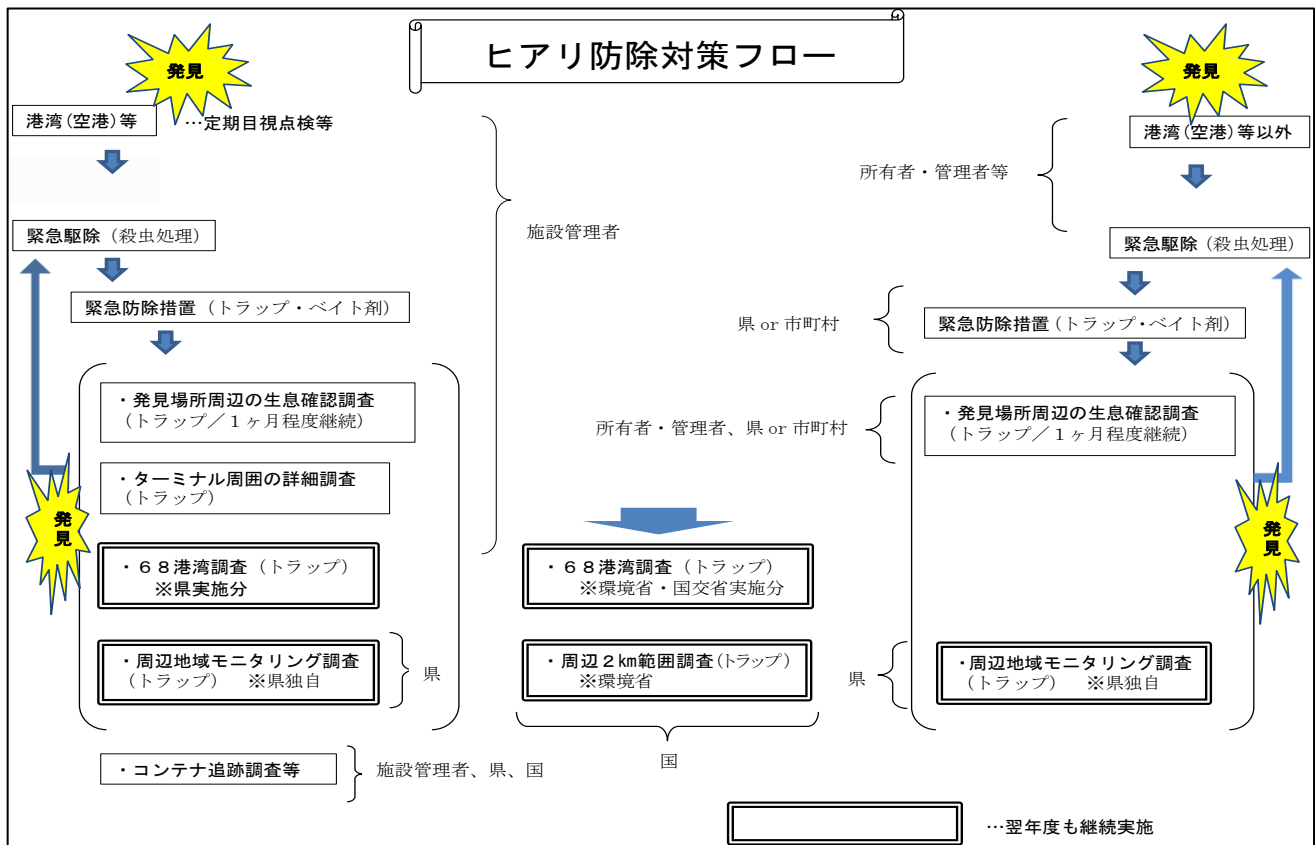 ヒアリ防除対策フロー
発見
港湾(空港)等
…定期目視点検等
緊急駆除（殺虫処理）
緊急防除措置（トラップ・ベイト剤）
・発見場所周辺の生息確認調査
（トラップ／１ヶ月程度継続）
・ターミナル周囲の詳細調査
（トラップ）
発見
・６８港湾調査（トラップ）
※県実施分
・周辺地域モニタリング調査
（トラップ）　※県独自
県
・コンテナ追跡調査等
施設管理者、県、国
施設管理者
・６８港湾調査（トラップ）
※環境省・国交省実施分
・周辺２㎞範囲調査（トラップ）
※環境省
国
発見
港湾(空港)等以外
所有者・管理者等
緊急駆除（殺虫処理）
県 or 市町村
緊急防除措置（トラップ・ベイト剤）
所有者・管理者、県 or 市町村
・発見場所周辺の生息確認調査
（トラップ／１ヶ月程度継続）
発見
県
・周辺地域モニタリング調査
（トラップ）　※県独自
…翌年度も継続実施